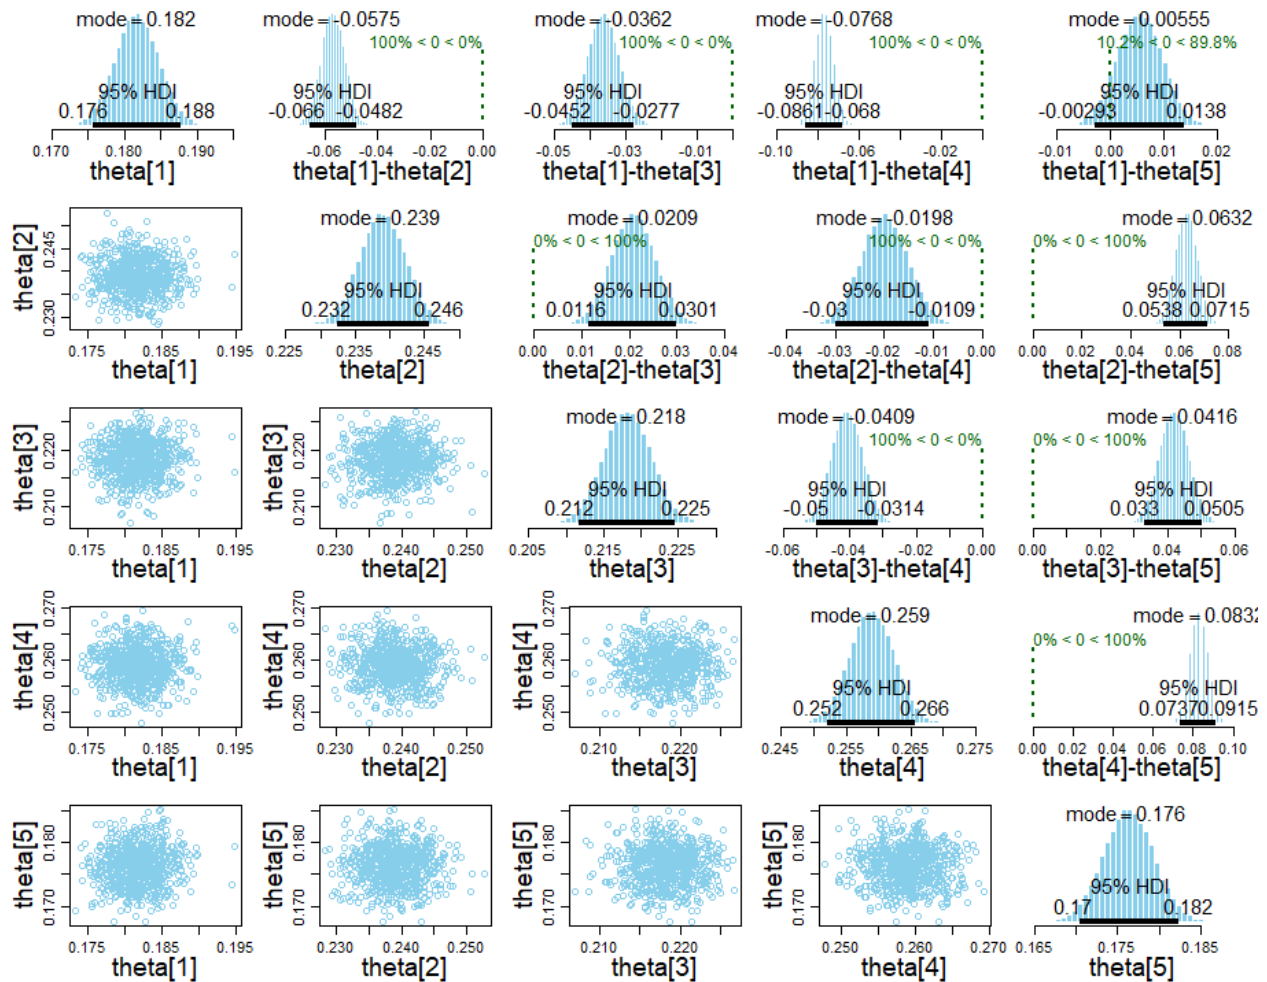 mode = 0.182
95% HDI
0.176 0.188
0.170 0.180 0.190
theta[1]
mode = -0.0575
100% < 0 < 0%
95% HDI
-0.066 -0.0482
-0.06 -0.04 -0.02 0.00
theta[1]-theta[2]
mode = -0.0362
100% < 0 < 0%
95% HDI
-0.0452 -0.0277
-0.05 -0.03 -0.01
theta[1]-theta[3]
mode = -0.0768
100% < 0 < 0%
95% HDI
-0.0861 -0.068
-0.10 -0.06 -0.02
theta[1]-theta[4]
mode = 0.00555
10.2% < 0 < 89.8%
95% HDI
-0.00293 0.0138
-0.01 0.00 0.01 0.02
theta[1]-theta[5]
theta[2]
0.230 0.245
0.175 0.185 0.195
theta[1]
mode = 0.239
95% HDI
0.232 0.246
0.225 0.235 0.245
theta[2]
mode = 0.0209
0% < 0 < 100%
95% HDI
0.0116 0.0301
0.00 0.01 0.02 0.03 0.04
theta[2]-theta[3]
mode = -0.0198
100% < 0 < 0%
95% HDI
-0.03 -0.0109
-0.04 -0.03 -0.02 -0.01 0.00
theta[2]-theta[4]
mode = 0.0632
0% < 0 < 100%
95% HDI
0.0538 0.0715
0.00 0.02 0.04 0.06 0.08
theta[2]-theta[5]
theta[3]
0.210 0.220
0.175 0.185 0.195
theta[1]
theta[3]
0.210 0.220
0.230 0.240 0.250
theta[2]
mode = 0.218
95% HDI
0.212 0.225
0.205 0.215 0.225
theta[3]
mode = -0.0409
100% < 0 < 0%
95% HDI
-0.05 -0.0314
-0.06 -0.04 -0.02 0.00
theta[3]-theta[4]
mode = 0.0416
0% < 0 < 100%
95% HDI
0.033 0.0505
0.00 0.02 0.04 0.06
theta[3]-theta[5]
theta[4]
0.250 0.260 0.270
0.175 0.185 0.195
theta[1]
theta[4]
0.250 0.260 0.270
0.230 0.240 0.250
theta[2]
theta[4]
0.250 0.260 0.270
0.210 0.220
theta[3]
mode = 0.259
95% HDI
0.252 0.266
0.245 0.255 0.265 0.275
theta[4]
mode = 0.0832
0% < 0 < 100%
95% HDI
0.0737 0.0915
0.00 0.02 0.04 0.06 0.08 0.10
theta[4]-theta[5]
theta[5]
0.170 0.180
0.175 0.185 0.195
theta[1]
theta[5]
0.170 0.180
0.230 0.240 0.250
theta[2]
theta[5]
0.170 0.180
0.210 0.220
theta[3]
theta[5]
0.170 0.180
0.250 0.260 0.270
theta[4]
mode = 0.176
95% HDI
0.17 0.182
0.165 0.175 0.185
theta[5]